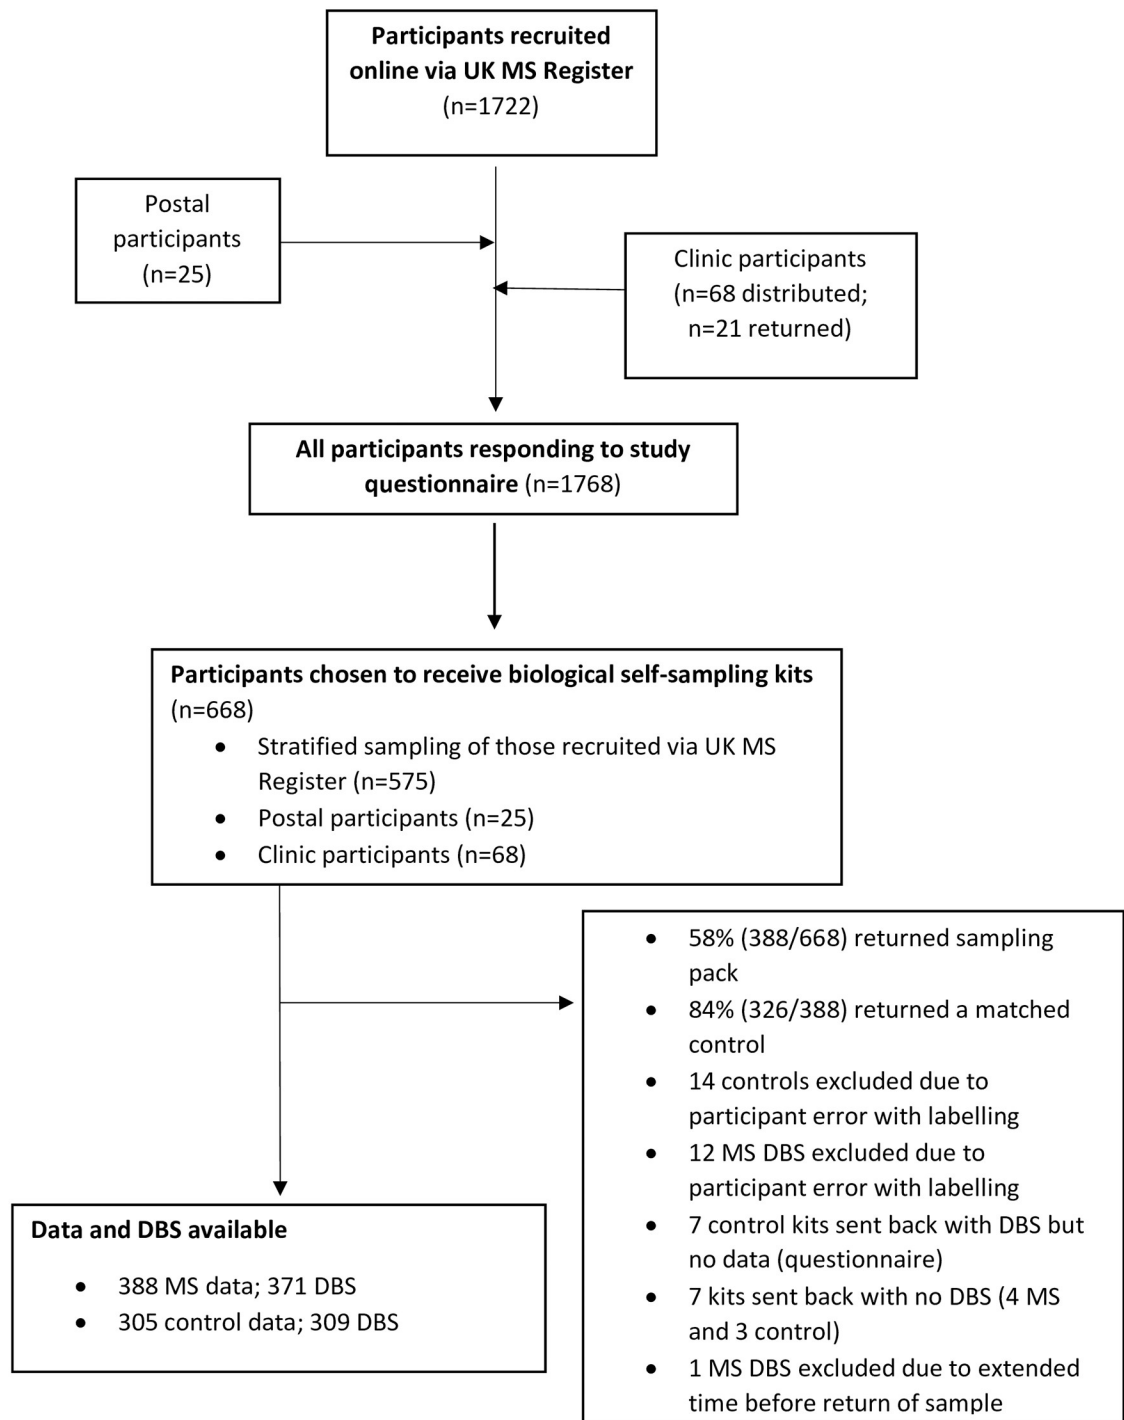 Participants recruited
online via UK MS Register
(n=1722)
Postal
participants
(n=25)
Clinic participants
(n=68 distributed;
n=21 returned)
All participants responding to study
questionnaire (n=1768)
Participants chosen to receive biological self-sampling kits
(n=668)
• Stratified sampling of those recruited via UK MS
Register (n=575)
• Postal participants (n=25)
• Clinic participants (n=68)
• 58% (388/668) returned sampling
pack
• 84% (326/388) returned a matched
control
• 14 controls excluded due to
participant error with labelling
• 12 MS DBS excluded due to
participant error with labelling
• 7 control kits sent back with DBS but
no data (questionnaire)
• 7 kits sent back with no DBS (4 MS
and 3 control)
• 1 MS DBS excluded due to extended
time before return of sample
Data and DBS available
• 388 MS data; 371 DBS
• 305 control data; 309 DBS